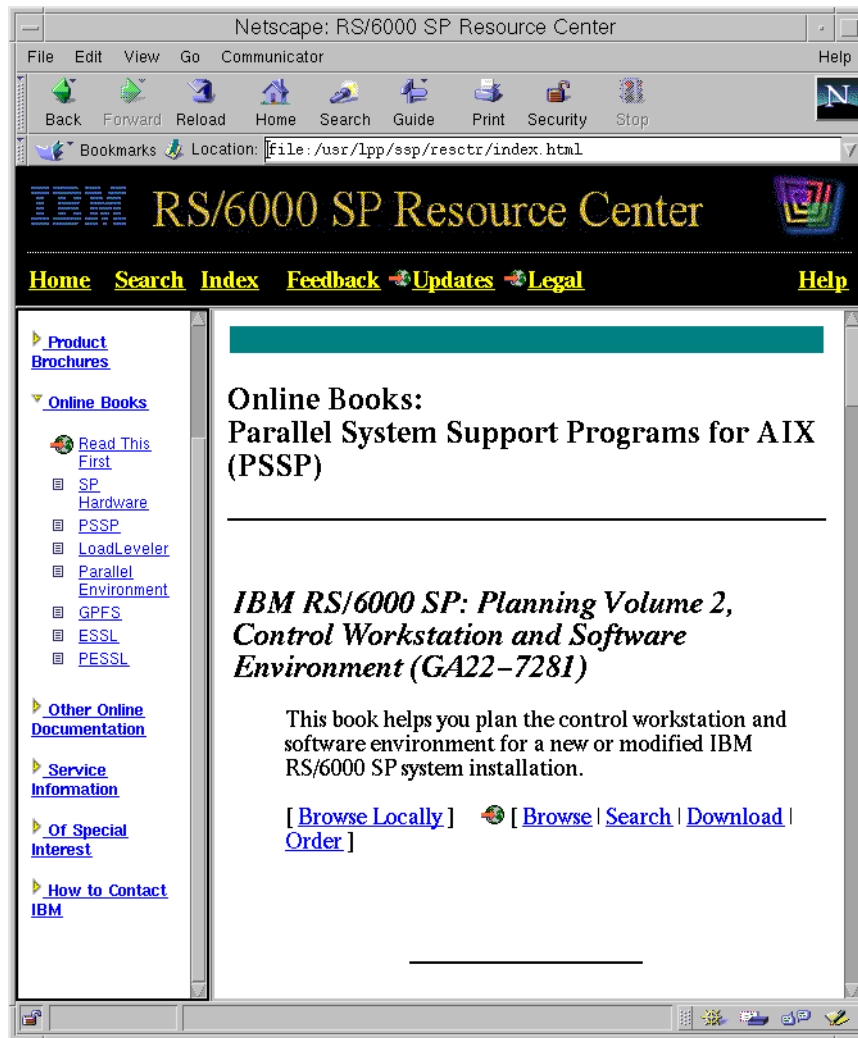 Netscape: RS/6000 SP Resource Center
File Edit View Go Communicator Help
Back Forward Reload Home Search Guide Print Security Stop
N
Bookmarks Location: file:/usr/lpp/ssp/resctr/index.html
IBM RS/6000 SP Resource Center
Home Search Index Feedback Updates Legal Help
Product
Brochures
Online Books
Read This
First
SP
Hardware
PSSP
LoadLeveler
Parallel
Environment
GPFS
ESSL
PESSL
Other Online
Documentation
Service
Information
Of Special
Interest
How to Contact
IBM
Online Books:
Parallel System Support Programs for AIX
(PSSP)
IBM RS/6000 SP: Planning Volume 2,
Control Workstation and Software
Environment (GA22-7281)
This book helps you plan the control workstation and
software environment for a new or modified IBM
RS/6000 SP system installation.
[ Browse Locally ] [ Browse | Search | Download |
Order ]